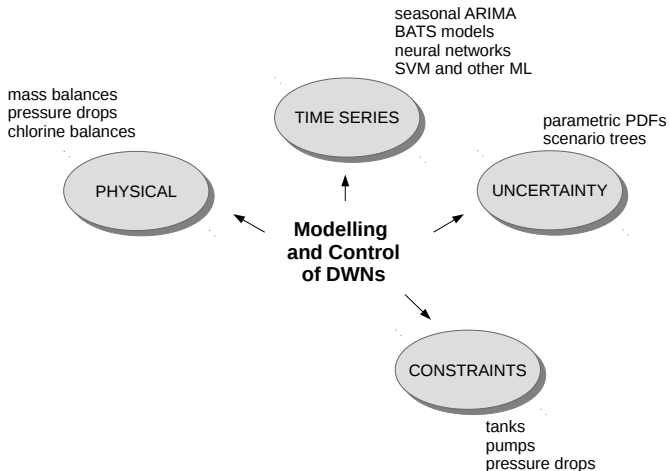 seasonal ARIMA
BATS models
neural networks
SVM and other ML
TIME SERIES
mass balances
pressure drops
chlorine balances
PHYSICAL
parametric PDFs
scenario trees
UNCERTAINTY
Modelling
and Control
of DWNs
CONSTRAINTS
tanks
pumps
pressure drops